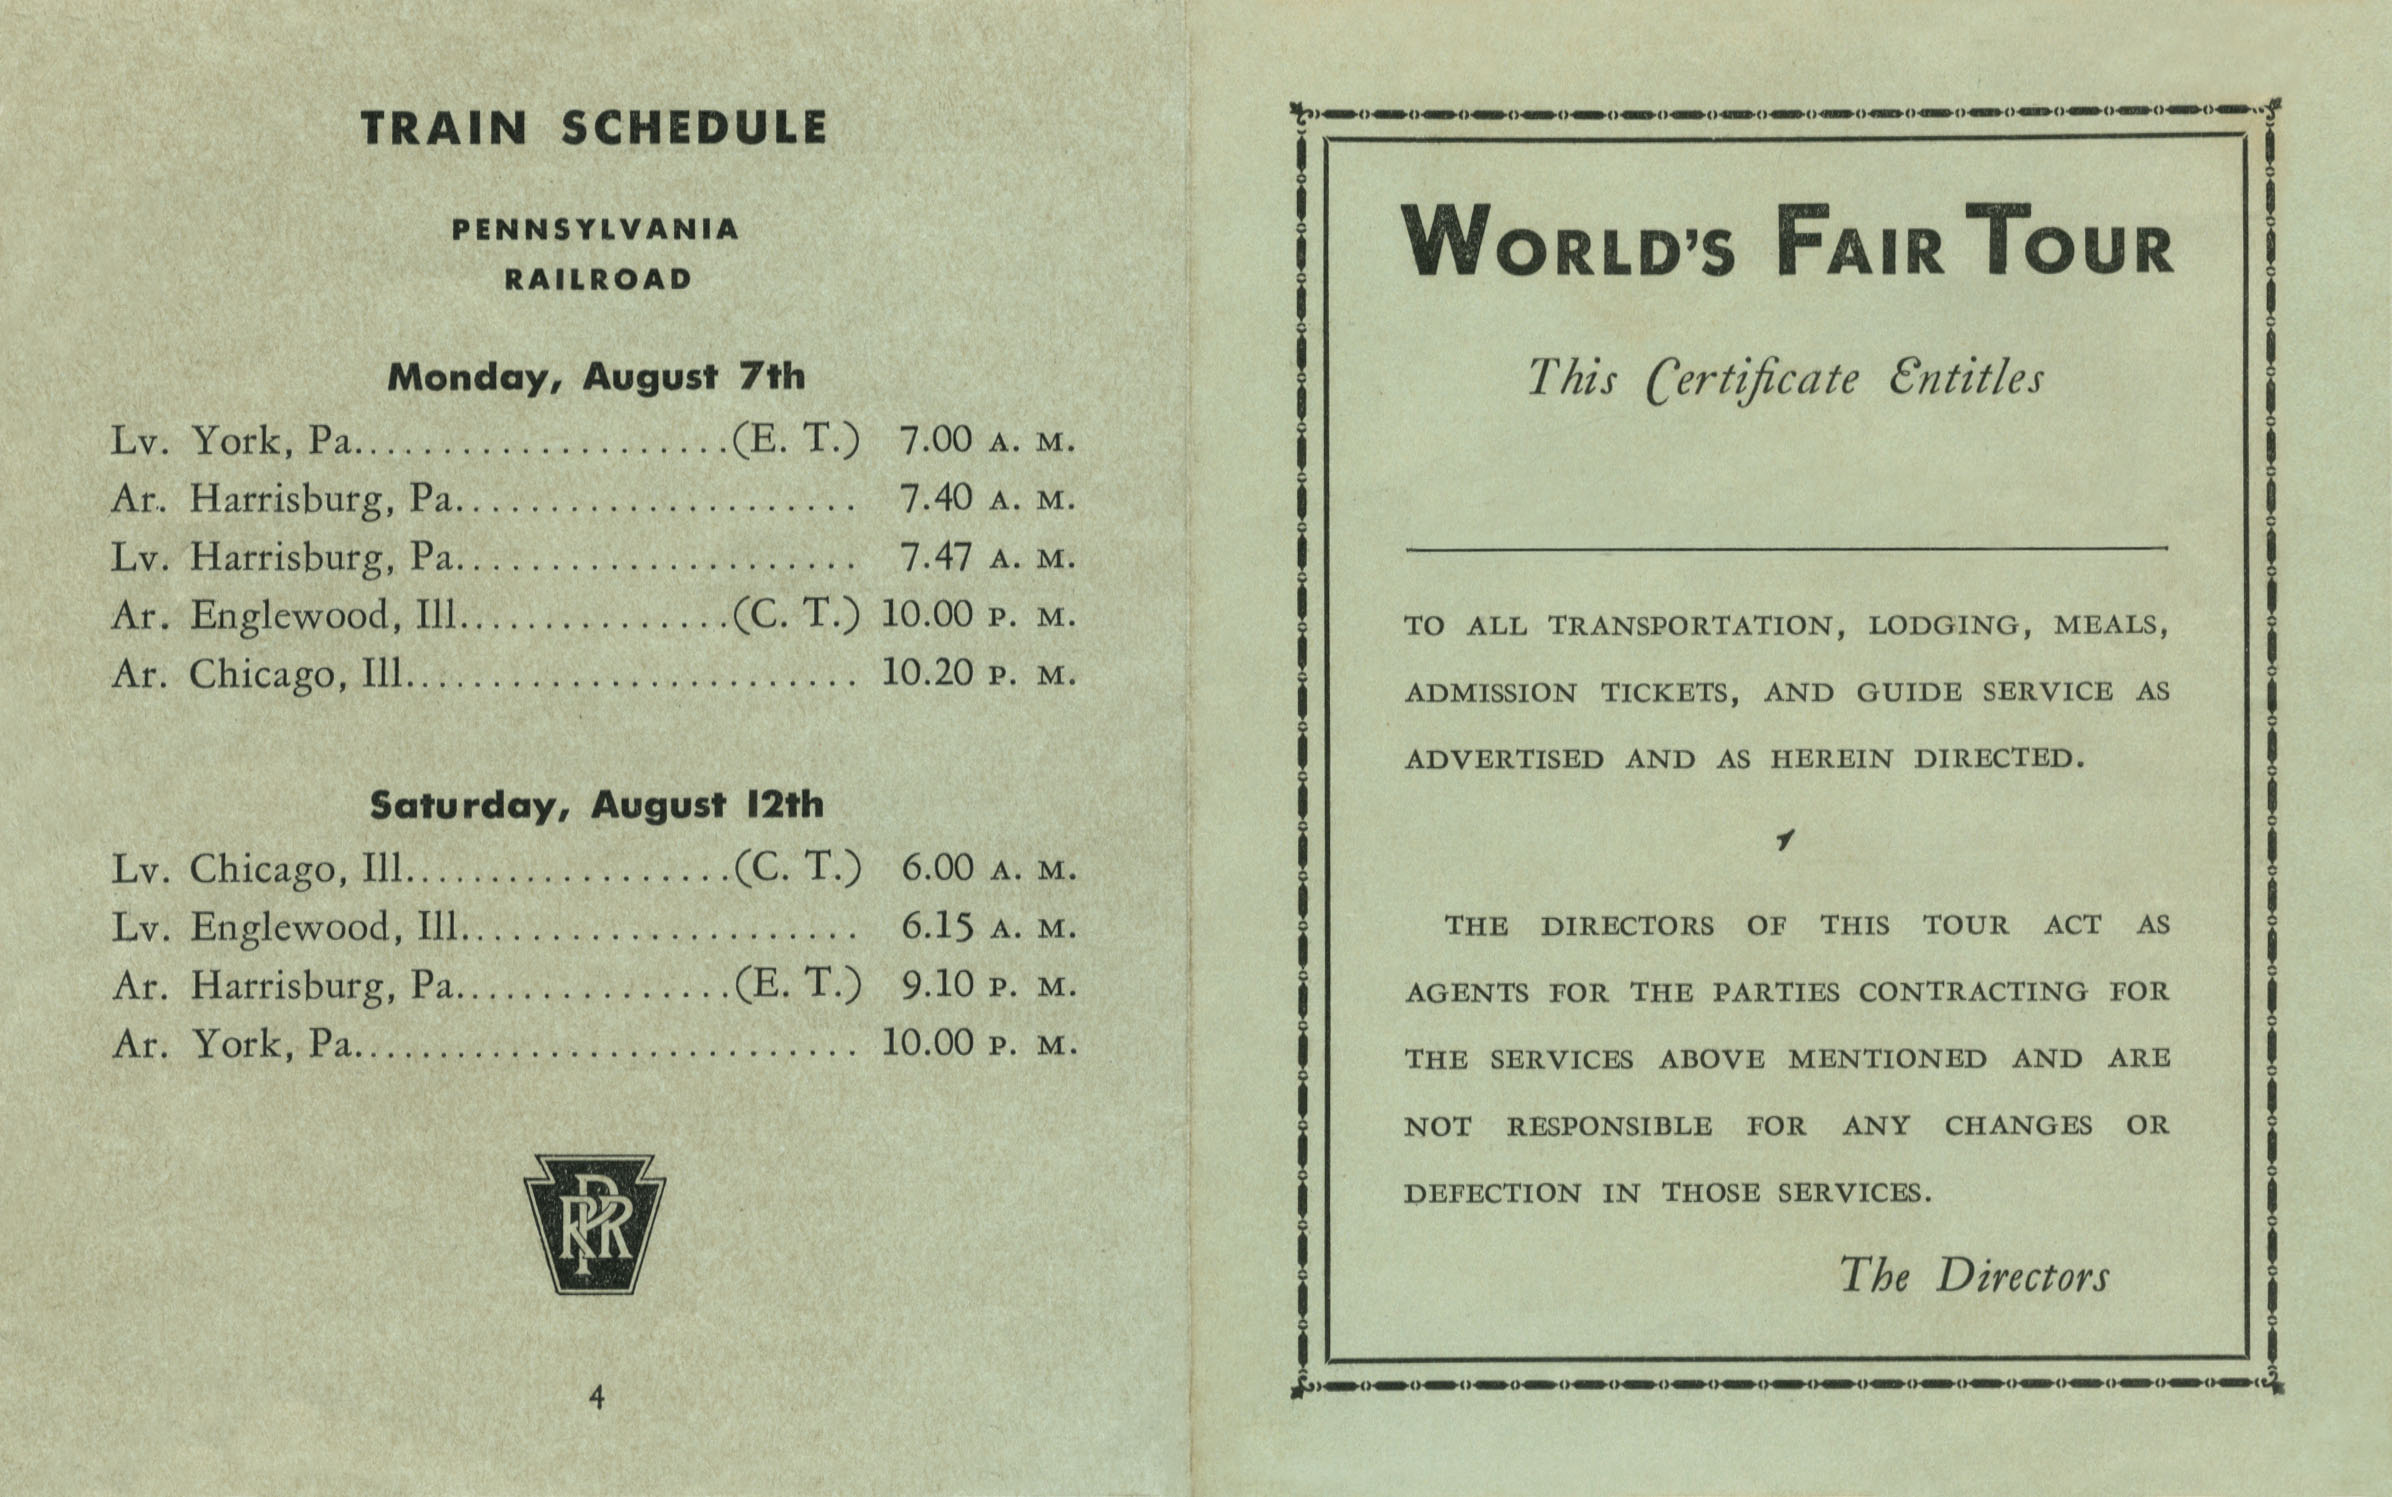 TRAIN SCHEDULE
PENNSYLVANIA
RAILROAD
Monday, August 7th
Lv. York, Pa.......................(E. T.) 7.00 A. M.
Ar. Harrisburg, Pa...................... 7.40 A. M.
Lv. Harrisburg, Pa...................... 7.47 A. M.
Ar. Englewood, Ill................(C. T.) 10.00 P. M.
Ar. Chicago, Ill........................ 10.20 P. M.
Saturday, August 12th
Lv. Chicago, Ill...................(C. T.) 6.00 A. M.
Lv. Englewood, Ill...................... 6.15 A. M.
Ar. Harrisburg, Pa................(E. T.) 9.10 P. M.
Ar. York, Pa............................ 10.00 P. M.
PRR
4
WORLD'S FAIR TOUR
This Certificate Entitles
TO ALL TRANSPORTATION, LODGING, MEALS,
ADMISSION TICKETS, AND GUIDE SERVICE AS
ADVERTISED AND AS HEREIN DIRECTED.
THE DIRECTORS OF THIS TOUR ACT AS
AGENTS FOR THE PARTIES CONTRACTING FOR
THE SERVICES ABOVE MENTIONED AND ARE
NOT RESPONSIBLE FOR ANY CHANGES OR
DEFECTION IN THOSE SERVICES.
The Directors